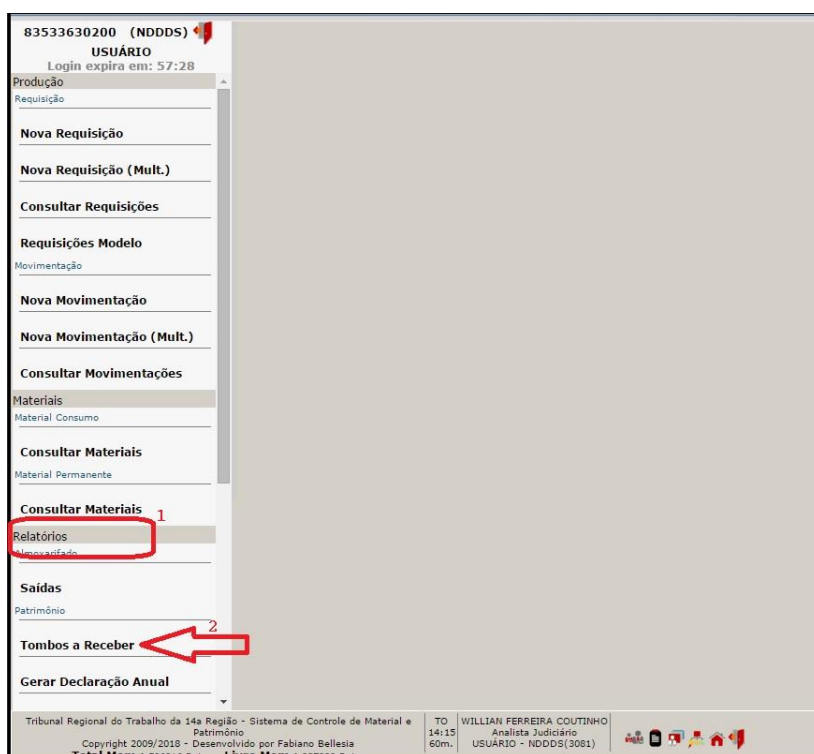 83533630200 (NDDDS)
USUÁRIO
Login expira em: 57:28
Produção
Requisição
Nova Requisição
Nova Requisição (Mult.)
Consultar Requisições
Requisições Modelo
Movimentação
Nova Movimentação
Nova Movimentação (Mult.)
Consultar Movimentações
Materiais
Material Consumo
Consultar Materiais
Material Permanente
Consultar Materiais
1
Relatórios
Almoxarifado
Saídas
Patrimônio
2
Tombos a Receber
Gerar Declaração Anual
Tribunal Regional do Trabalho da 14a Região - Sistema de Controle de Material e
Patrimônio
Copyright 2009/2018 - Desenvolvido por Fabiano Bellesia
TO
14:15
60m.
WILLIAN FERREIRA COUTINHO
Analista Judiciário
USUÁRIO - NDDDS(3081)